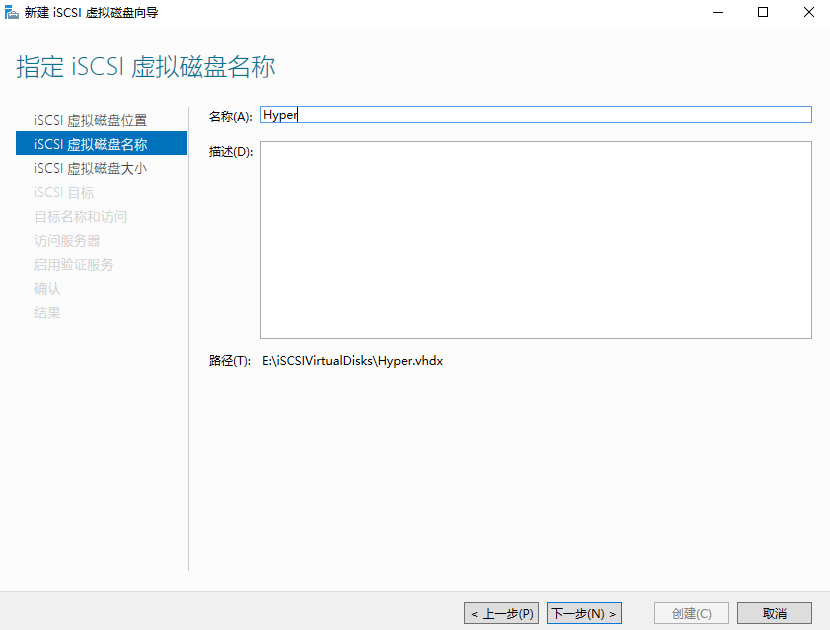 新建 iSCSI 虚拟磁盘向导
指定 iSCSI 虚拟磁盘名称
iSCSI 虚拟磁盘位置
iSCSI 虚拟磁盘名称
iSCSI 虚拟磁盘大小
iSCSI 目标
目标名称和访问
访问服务器
启用验证服务
确认
结果
名称(A): Hyper
描述(D):
路径(T): E:\iSCSIVirtualDisks\Hyper.vhdx
< 上一步(P) 下一步(N) > 创建(C) 取消